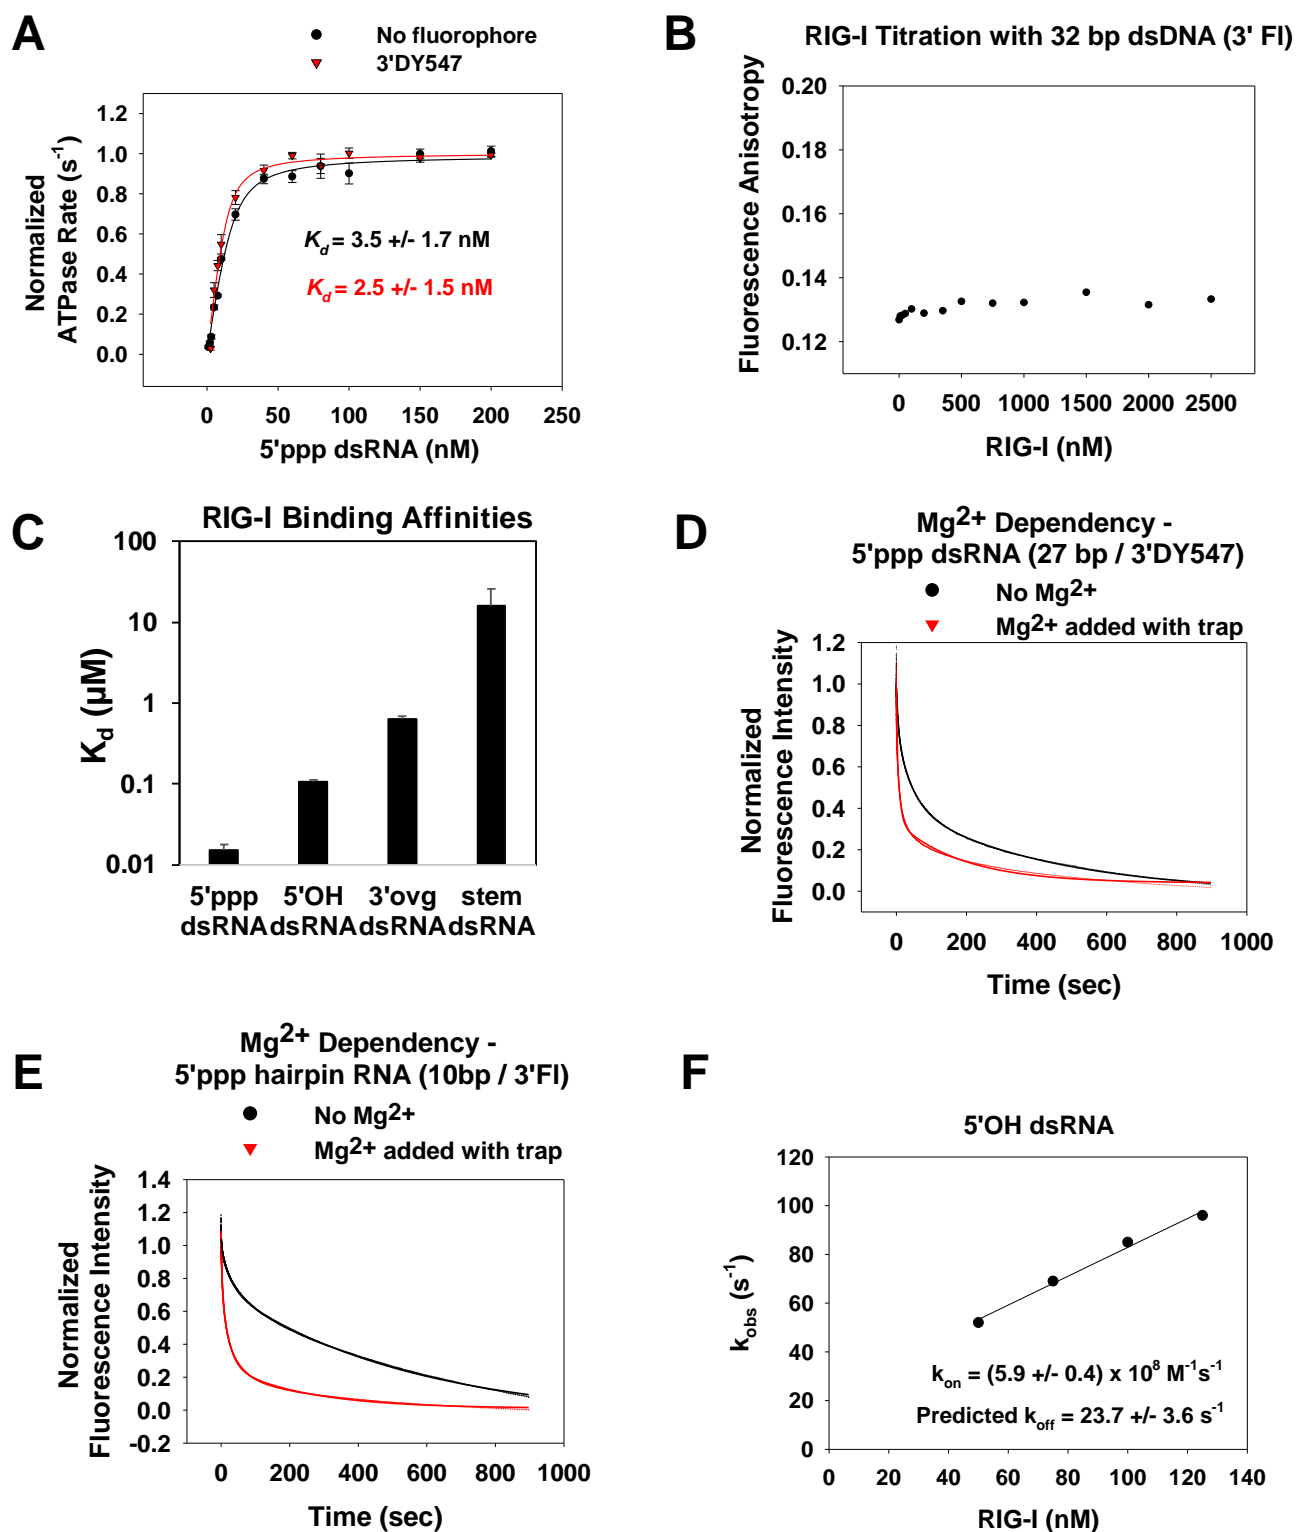 A
No fluorophore
3'DY547
Normalized
ATPase Rate (s-1)
1.2
1.0
0.8
0.6
0.4
0.2
0.0
Kd = 3.5 +/- 1.7 nM
Kd = 2.5 +/- 1.5 nM
0 50 100 150 200 250
5'ppp dsRNA (nM)
B
RIG-I Titration with 32 bp dsDNA (3' Fl)
Fluorescence Anisotropy
0.20
0.18
0.16
0.14
0.12
0 500 1000 1500 2000 2500
RIG-I (nM)
C
RIG-I Binding Affinities
Kd (µM)
100
10
1
0.1
0.01
5'ppp 5'OH 3'ovg stem
dsRNA dsRNA dsRNA dsRNA
D
Mg2+ Dependency -
5'ppp dsRNA (27 bp / 3'DY547)
No Mg2+
Mg2+ added with trap
Normalized
Fluorescence Intensity
1.2
1.0
0.8
0.6
0.4
0.2
0.0
0 200 400 600 800 1000
Time (sec)
E
Mg2+ Dependency -
5'ppp hairpin RNA (10bp / 3'Fl)
No Mg2+
Mg2+ added with trap
Normalized
Fluorescence Intensity
1.4
1.2
1.0
0.8
0.6
0.4
0.2
0.0
-0.2
0 200 400 600 800 1000
Time (sec)
F
5'OH dsRNA
kobs (s-1)
120
100
80
60
40
20
0
kon = (5.9 +/- 0.4) x 10^8 M-1s-1
Predicted koff = 23.7 +/- 3.6 s-1
0 20 40 60 80 100 120 140
RIG-I (nM)